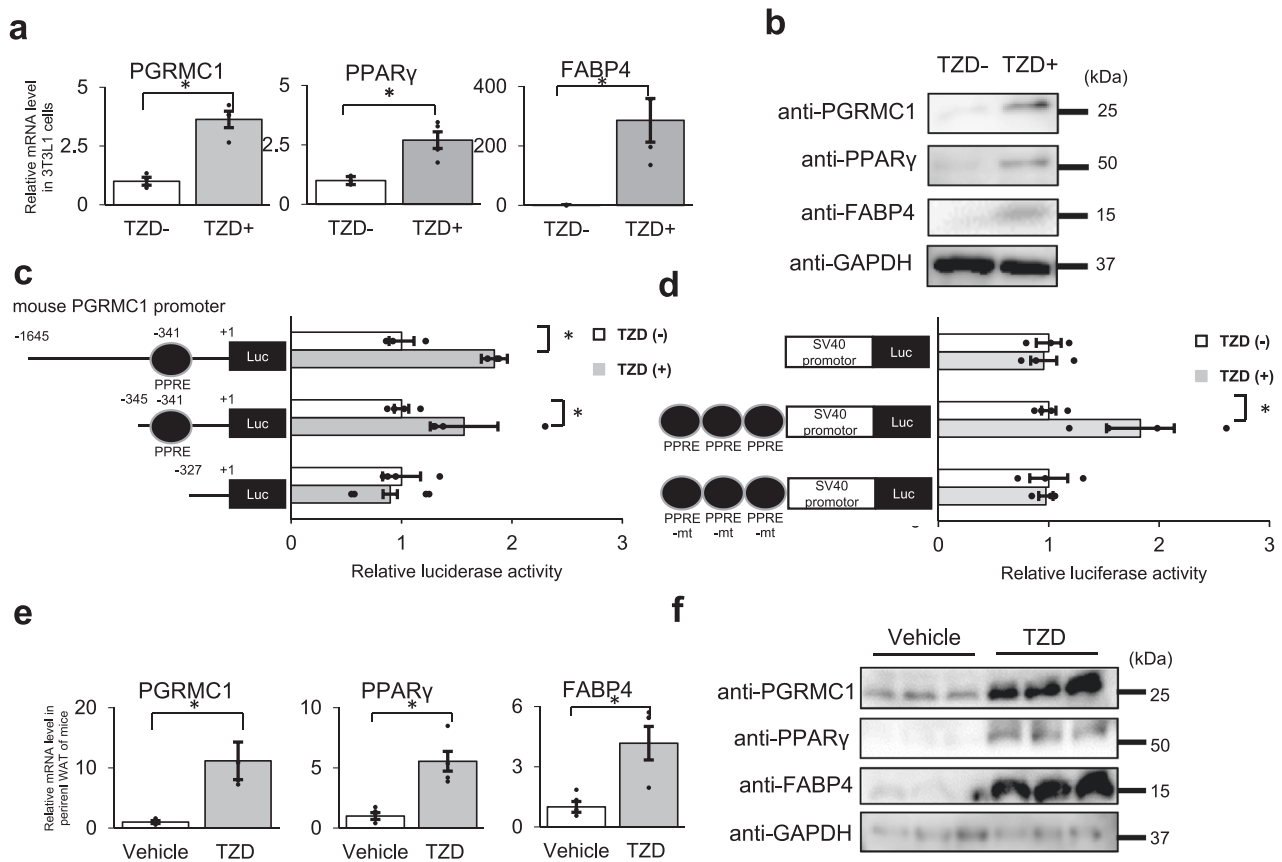 a
PGRMC1
PPARγ
FABP4
*
*
*
Relative mRNA level
in 3T3L1 cells
5
2.5
0
5
2.5
0
400
200
0
TZD-
TZD+
TZD-
TZD+
TZD-
TZD+
b
TZD-
TZD+
(kDa)
anti-PGRMC1
25
anti-PPARγ
50
anti-FABP4
15
anti-GAPDH
37
c
mouse PGRMC1 promoter
-1645
-341
+1
Luc
PPRE
-345
-341
+1
Luc
PPRE
-327
+1
Luc
*
*
TZD (-)
TZD (+)
0
1
2
3
Relative luciderase activity
d
SV40
promotor
Luc
SV40
promotor
Luc
PPRE PPRE PPRE
SV40
promotor
Luc
PPRE PPRE PPRE
-mt -mt -mt
TZD (-)
TZD (+)
*
0
1
2
3
Relative luciferase activity
e
PGRMC1
PPARγ
FABP4
*
*
*
Relative mRNA level in
perirenl WAT of mice
20
10
0
10
5
0
6
4
2
0
Vehicle
TZD
Vehicle
TZD
Vehicle
TZD
f
Vehicle
TZD
(kDa)
anti-PGRMC1
25
anti-PPARγ
50
anti-FABP4
15
anti-GAPDH
37